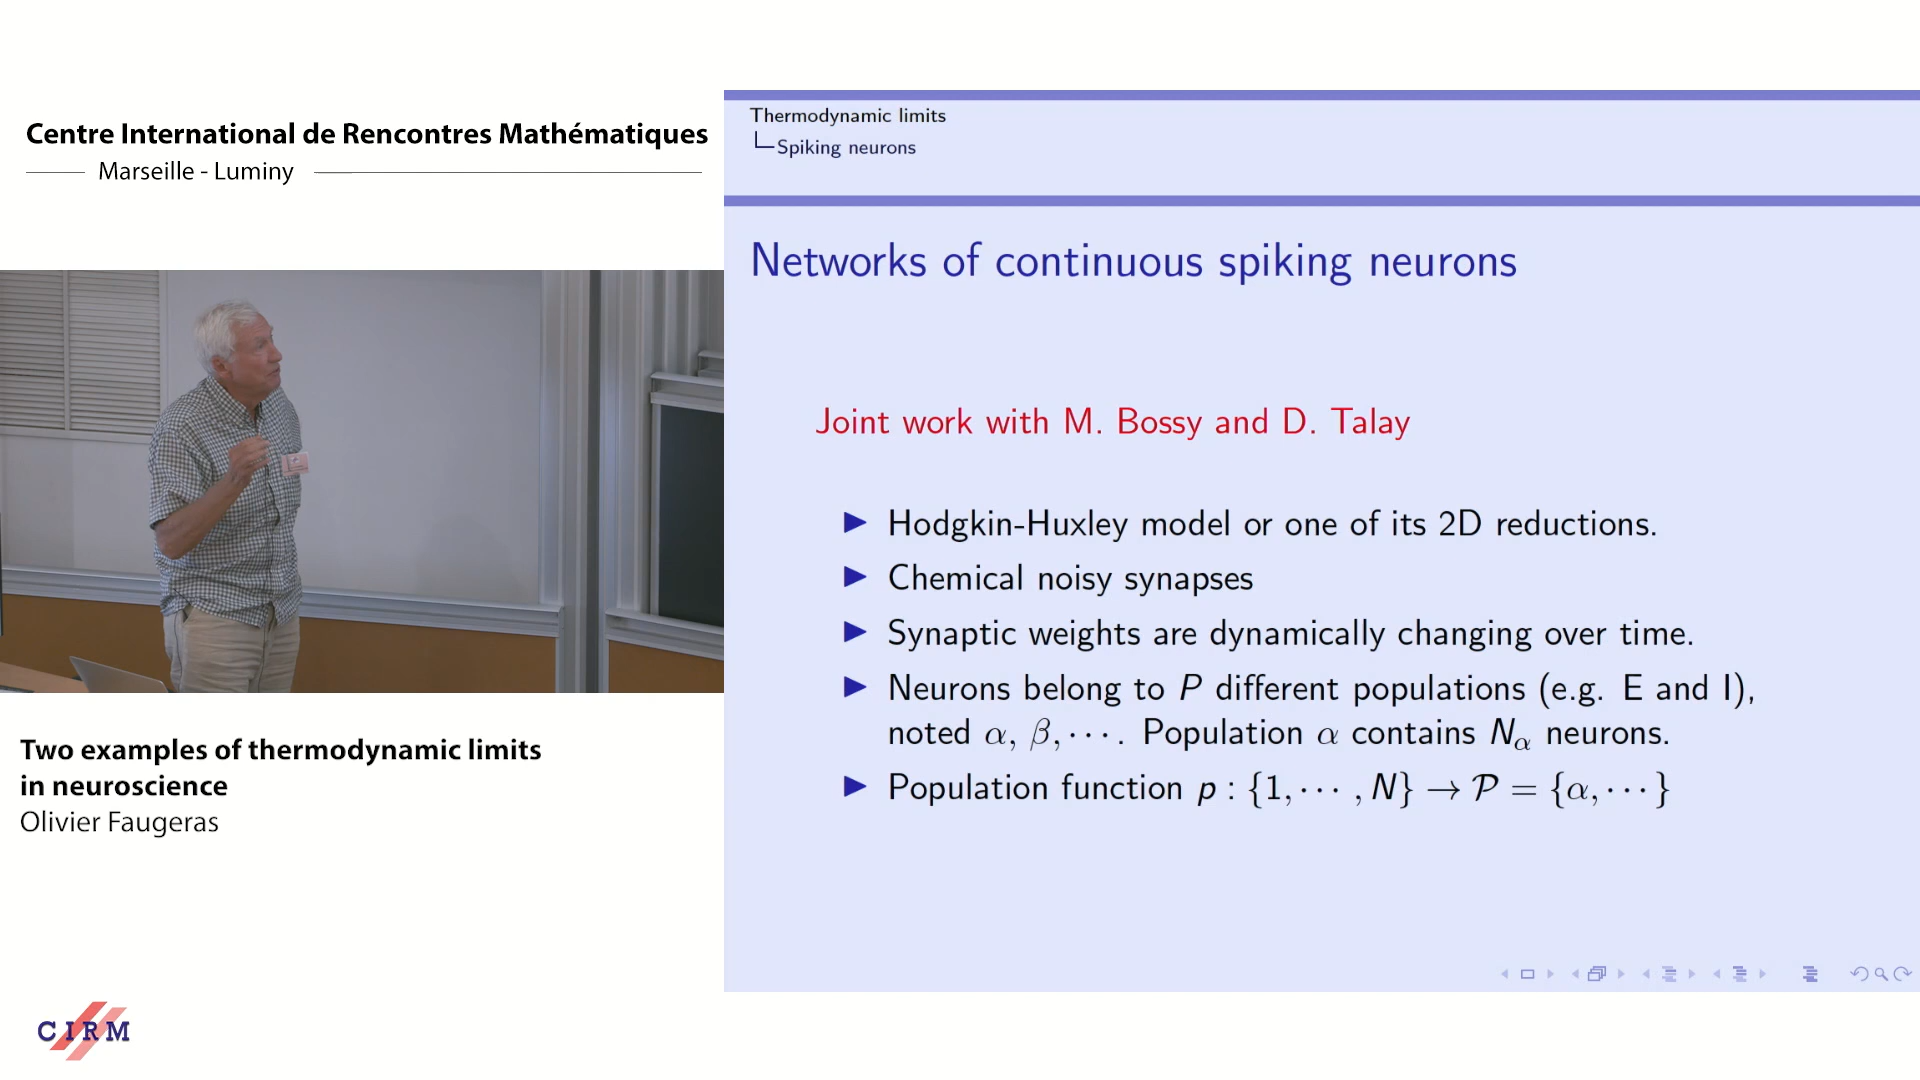 Centre International de Rencontres Mathématiques
Marseille - Luminy
Thermodynamic limits
Spiking neurons
Networks of continuous spiking neurons
Joint work with M. Bossy and D. Talay
▶ Hodgkin-Huxley model or one of its 2D reductions.
▶ Chemical noisy synapses
▶ Synaptic weights are dynamically changing over time.
▶ Neurons belong to P different populations (e.g. E and I),
noted α, β, ⋯. Population α contains N_α neurons.
▶ Population function p : {1, ⋯ , N} → 𝒫 = {α, ⋯}
Two examples of thermodynamic limits
in neuroscience
Olivier Faugeras
CIRM